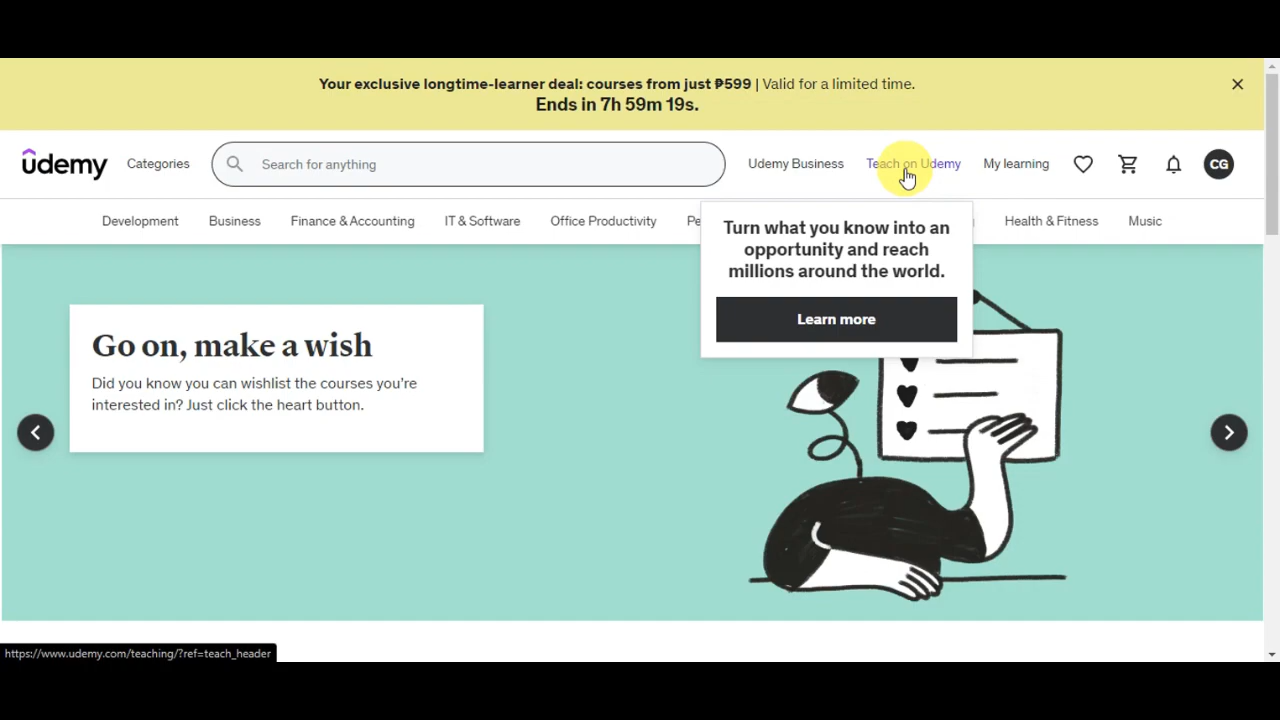 Your exclusive longtime-learner deal: courses from just ₱599 | Valid for a limited time.
Ends in 7h 59m 19s.
udemy Categories Search for anything Udemy Business Teach on Udemy My learning CG
Development Business Finance & Accounting IT & Software Office Productivity Health & Fitness Music
Turn what you know into an
opportunity and reach
millions around the world.
Learn more
Go on, make a wish
Did you know you can wishlist the courses you're
interested in? Just click the heart button.
https://www.udemy.com/teaching/?ref=teach_header